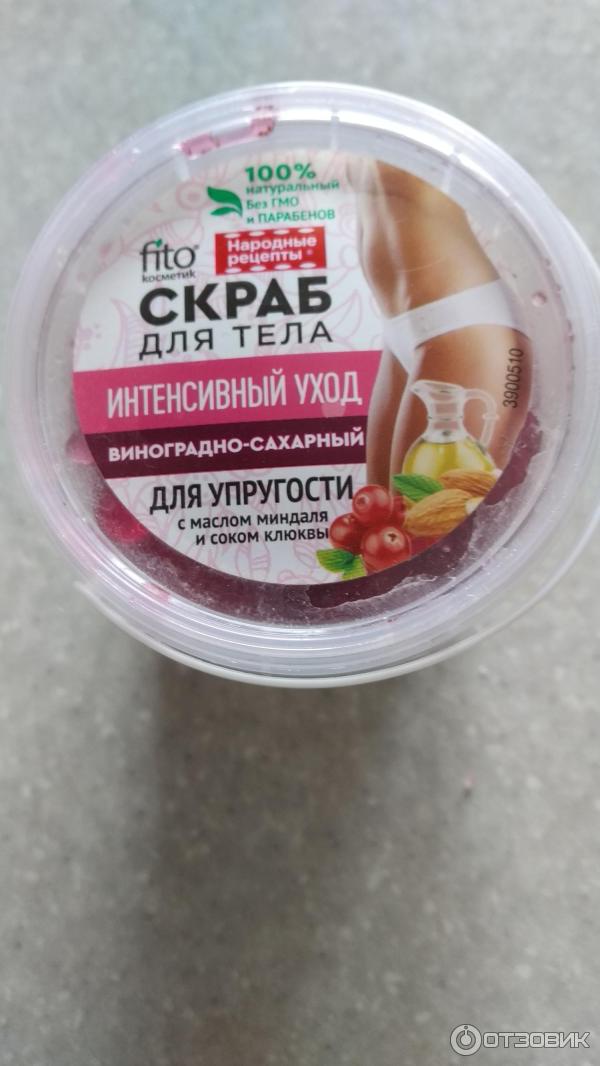 100%
натуральный
Без ГМО
и ПАРАБЕНОВ
fito®
косметик
Народные
рецепты®
СКРАБ
ДЛЯ ТЕЛА
ИНТЕНСИВНЫЙ УХОД
ВИНОГРАДНО-САХАРНЫЙ
ДЛЯ УПРУГОСТИ
с маслом миндаля
и соком клюквы
3900510
ОТЗОВИК